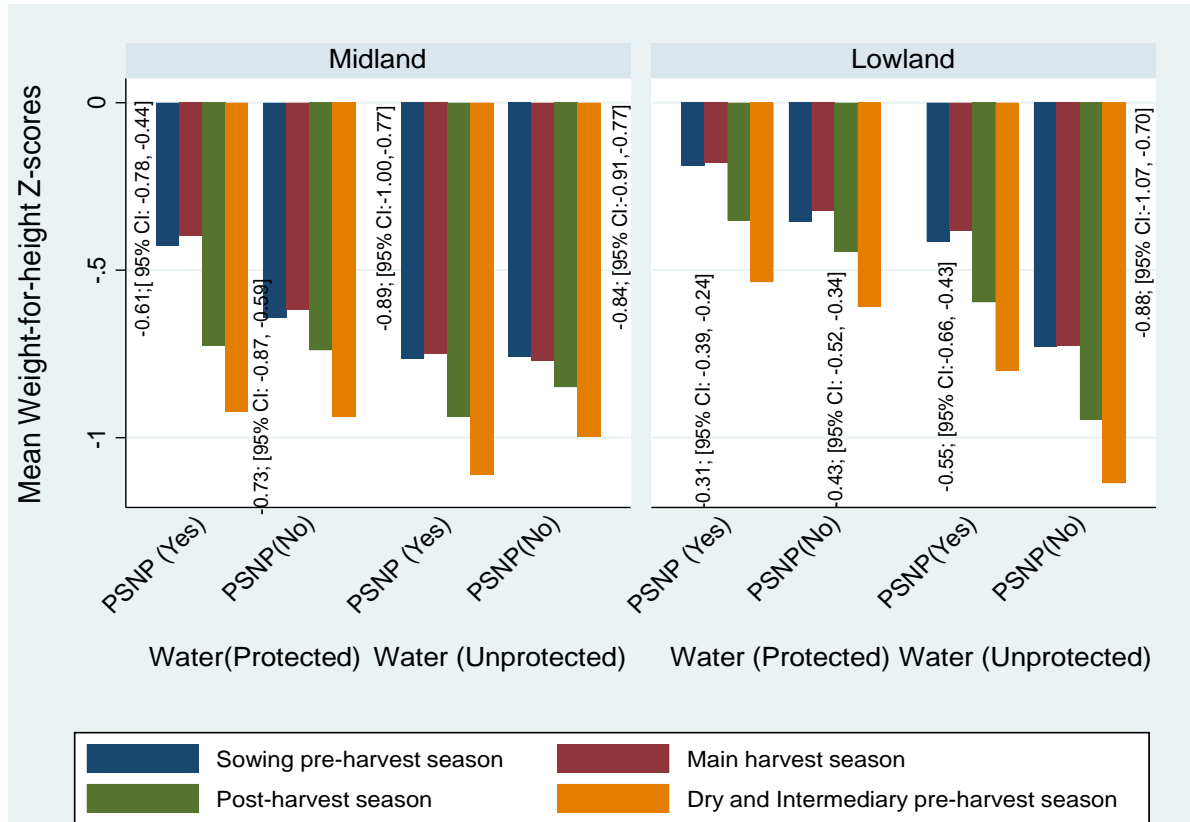 Midland
Lowland
Mean Weight-for-height Z-scores
0
-.5
-1
-0.61;[ 95% CI: -0.78, -0.44]
-0.73; [95% CI: -0.87, -0.59]
-0.89; [95% CI:-1.00,-0.77]
-0.84; [95% CI:-0.91,-0.77]
-0.31; [95% CI: -0.39, -0.24]
-0.43; [95% CI: -0.52, -0.34]
-0.55; [95% CI:-0.66, -0.43]
-0.88; [95% CI:-1.07, -0.70]
PSNP (Yes)
PSNP(No)
PSNP (Yes)
PSNP(No)
PSNP (Yes)
PSNP(No)
PSNP(Yes)
PSNP(No)
Water(Protected)
Water (Unprotected)
Water (Protected)
Water (Unprotected)
Sowing pre-harvest season
Main harvest season
Post-harvest season
Dry and Intermediary pre-harvest season